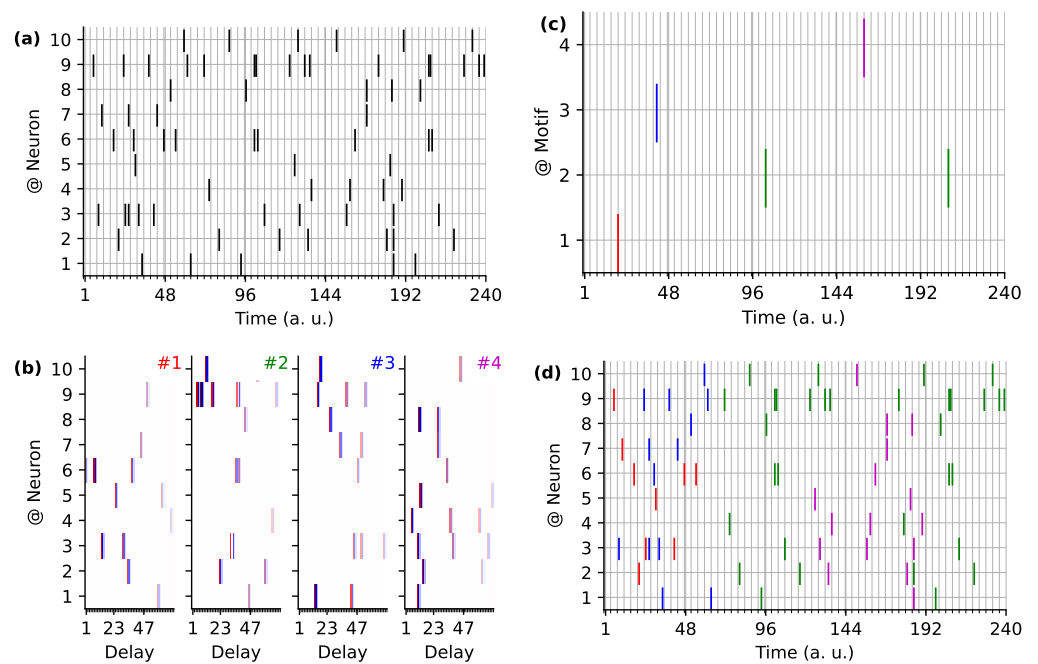 (a)
@ Neuron
10
9
8
7
6
5
4
3
2
1
1 48 96 144 192 240
Time (a. u.)
(c)
@ Motif
4
3
2
1
1 48 96 144 192 240
Time (a. u.)
(b)
@ Neuron
#1 #2 #3 #4
10
9
8
7
6
5
4
3
2
1
1 23 47 1 23 47 1 23 47 1 23 47
Delay Delay Delay Delay
(d)
@ Neuron
10
9
8
7
6
5
4
3
2
1
1 48 96 144 192 240
Time (a. u.)